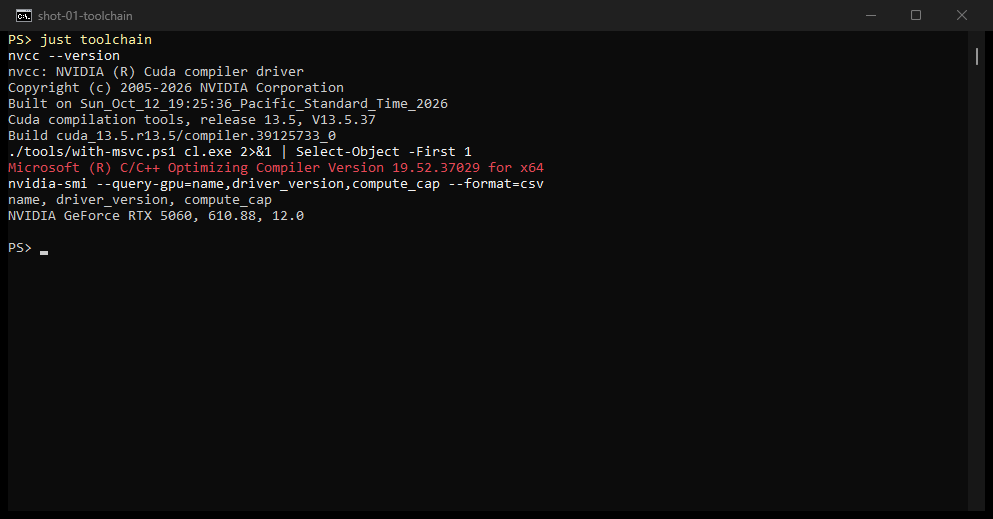 shot-01-toolchain
PS> just toolchain
nvcc --version
nvcc: NVIDIA (R) Cuda compiler driver
Copyright (c) 2005-2026 NVIDIA Corporation
Built on Sun_Oct_12_19:25:36_Pacific_Standard_Time_2026
Cuda compilation tools, release 13.5, V13.5.37
Build cuda_13.5.r13.5/compiler.39125733_0
./tools/with-msvc.ps1 cl.exe 2>&1 | Select-Object -First 1
Microsoft (R) C/C++ Optimizing Compiler Version 19.52.37029 for x64
nvidia-smi --query-gpu=name,driver_version,compute_cap --format=csv
name, driver_version, compute_cap
NVIDIA GeForce RTX 5060, 610.88, 12.0
PS>